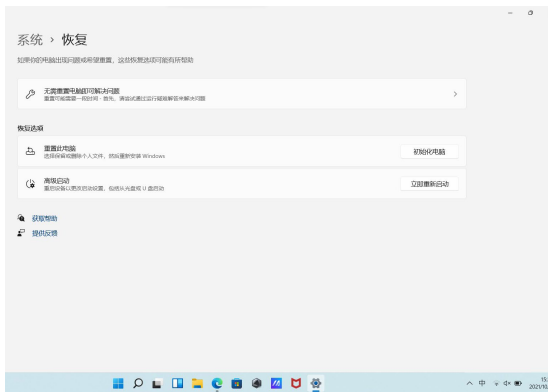 系统 › 恢复
如果你的电脑出现问题或希望重置，这些恢复选项可能有所帮助
无需重置电脑即可解决问题
重置可能需要一段时间 - 首先，请尝试通过运行疑难解答来解决问题
恢复选项
重置此电脑
选择保留或删除个人文件，然后重新安装 Windows
初始化电脑
高级启动
重启设备以更改启动设置，包括从光盘或 U 盘启动
立即重新启动
获取帮助
提供反馈
中
15:
2021/10